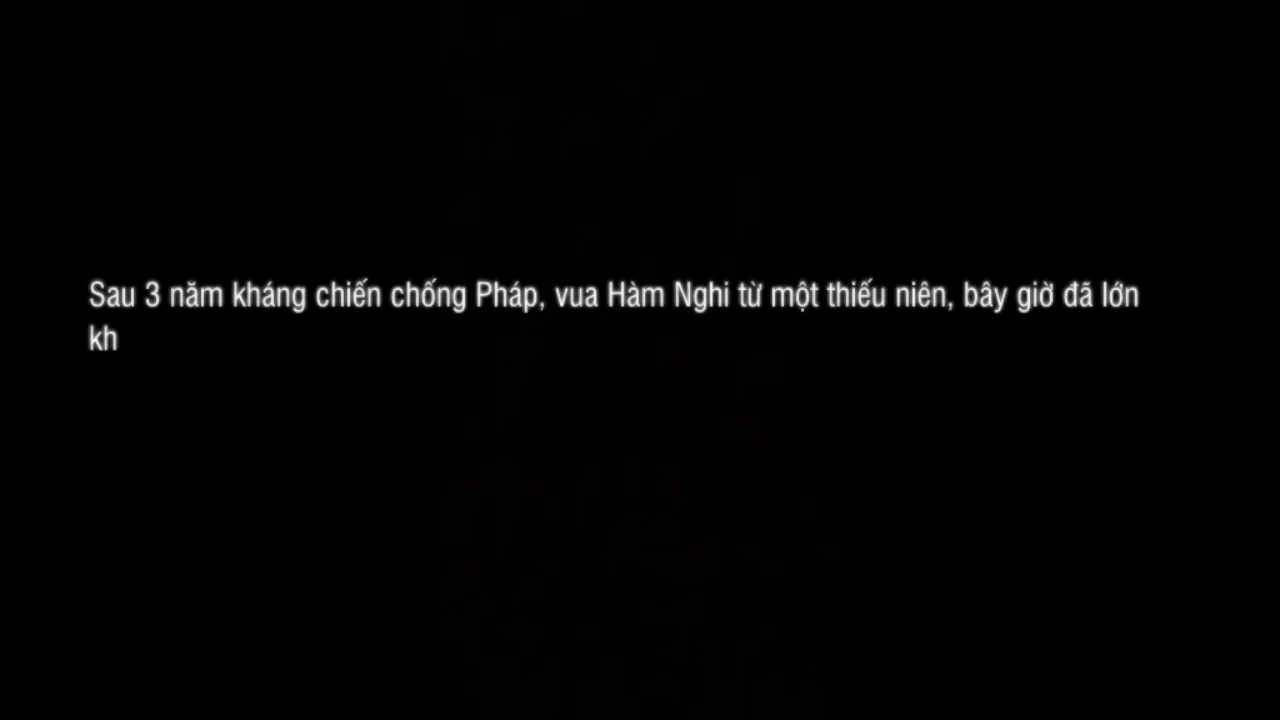 Sau 3 năm kháng chiến chống Pháp, vua Hàm Nghi từ một thiếu niên, bây giờ đã lớn
kh